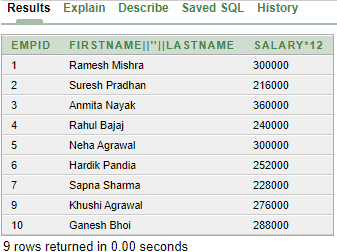 Results Explain Describe Saved SQL History
EMPID FIRSTNAME||''||LASTNAME SALARY*12
1 Ramesh Mishra 300000
2 Suresh Pradhan 216000
3 Anmita Nayak 360000
4 Rahul Bajaj 240000
5 Neha Agrawal 300000
6 Hardik Pandia 252000
7 Sapna Sharma 228000
9 Khushi Agrawal 276000
10 Ganesh Bhoi 288000
9 rows returned in 0.00 seconds